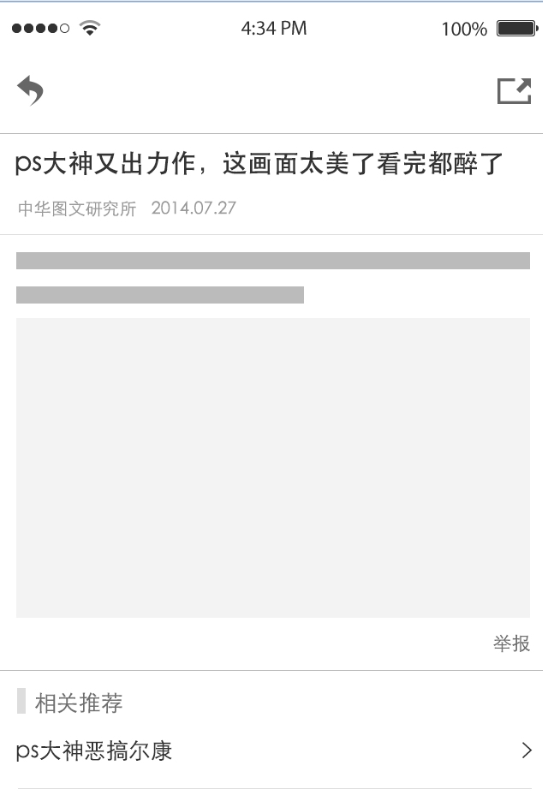 4:34 PM 100%
ps大神又出力作，这画面太美了看完都醉了
中华图文研究所 2014.07.27
举报
相关推荐
ps大神恶搞尔康